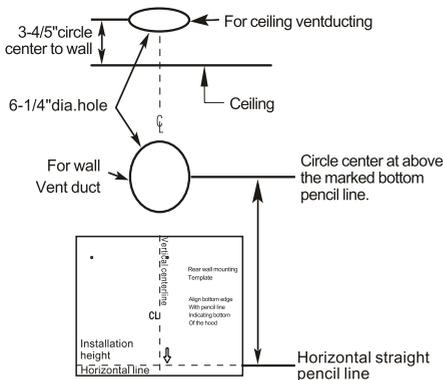 For ceiling ventducting
3-4/5"circle
center to wall
6-1/4"dia.hole
Ceiling
℄
For wall
Vent duct
Circle center at above
the marked bottom
pencil line.
Vertical centerline
Rear wall mounting
Template
Align bottom edge
With pencil line
Indicating bottom
Of the hood
CL
Installation
height
Horizontal line
Horizontal straight
pencil line